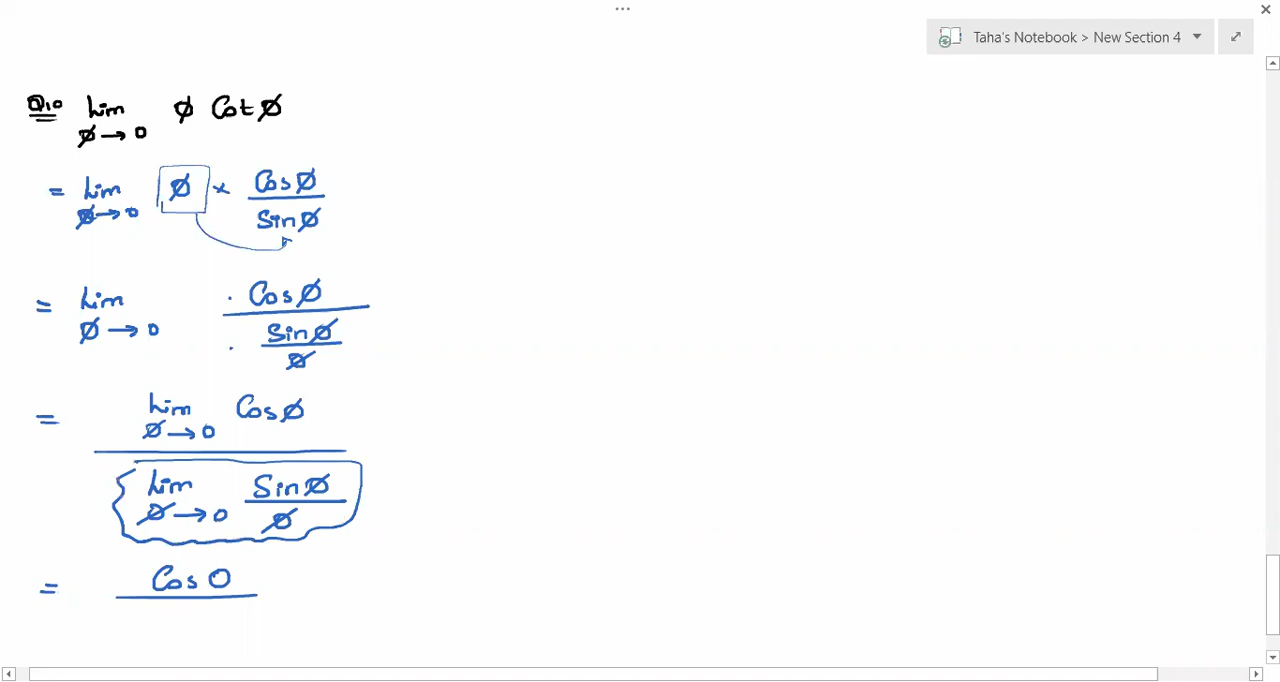 ...
Taha's Notebook > New Section 4
Q10 Lim ∅→0 ∅ Cot ∅
= Lim ∅→0 ∅ × Cos∅ / Sin∅
= Lim ∅→0 . Cos∅ / . Sin∅/∅
= Lim ∅→0 Cos∅ / Lim ∅→0 Sin∅/∅
= Cos 0